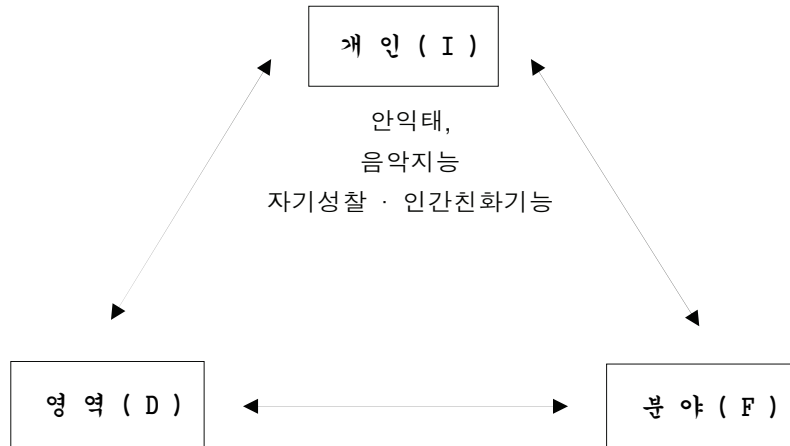 개 인 ( I )
안익태,
음악지능
자기성찰 · 인간친화기능
영 역 ( D )
분 야 ( F )